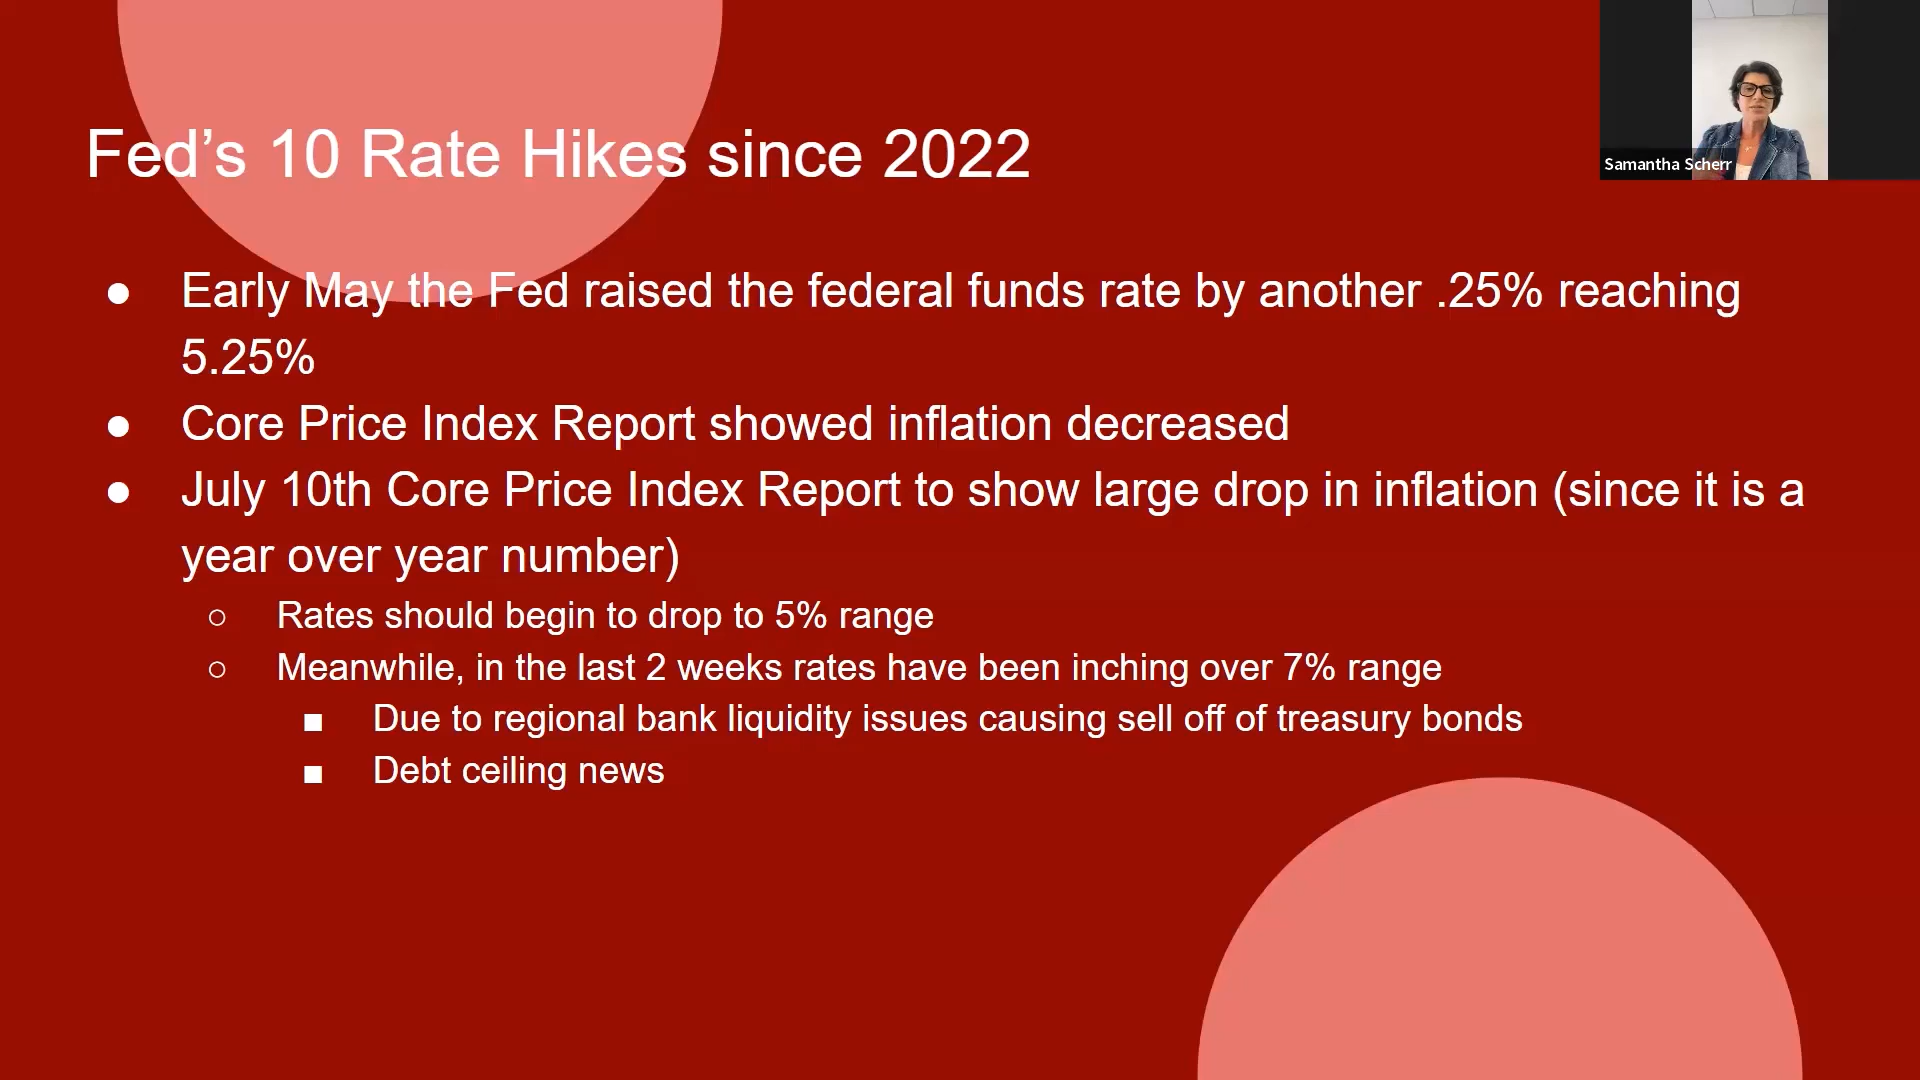 Fed’s 10 Rate Hikes since 2022
Samantha Scherr
● Early May the Fed raised the federal funds rate by another .25% reaching
5.25%
● Core Price Index Report showed inflation decreased
● July 10th Core Price Index Report to show large drop in inflation (since it is a
year over year number)
○ Rates should begin to drop to 5% range
○ Meanwhile, in the last 2 weeks rates have been inching over 7% range
■ Due to regional bank liquidity issues causing sell off of treasury bonds
■ Debt ceiling news